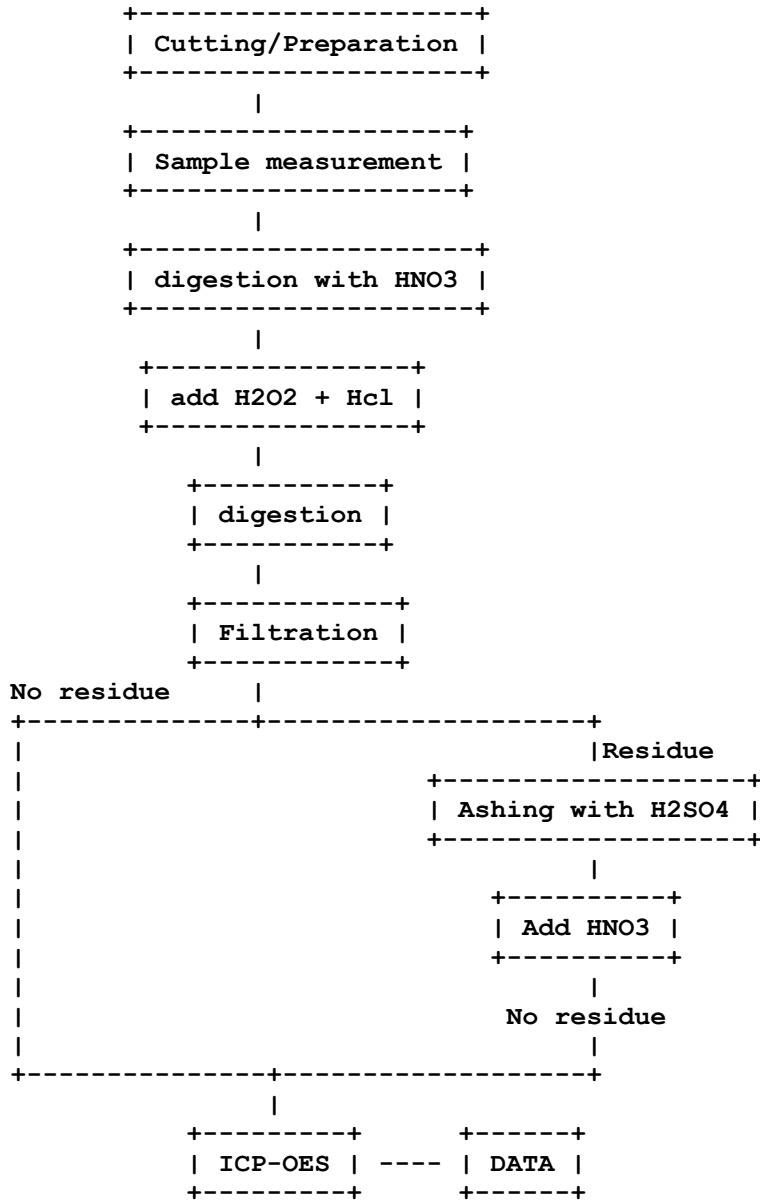 Cutting/Preparation
Sample measurement
digestion with HNO3
add H2O2 + Hcl
digestion
Filtration
No residue
Residue
Ashing with H2SO4
Add HNO3
No residue
ICP-OES ---- DATA